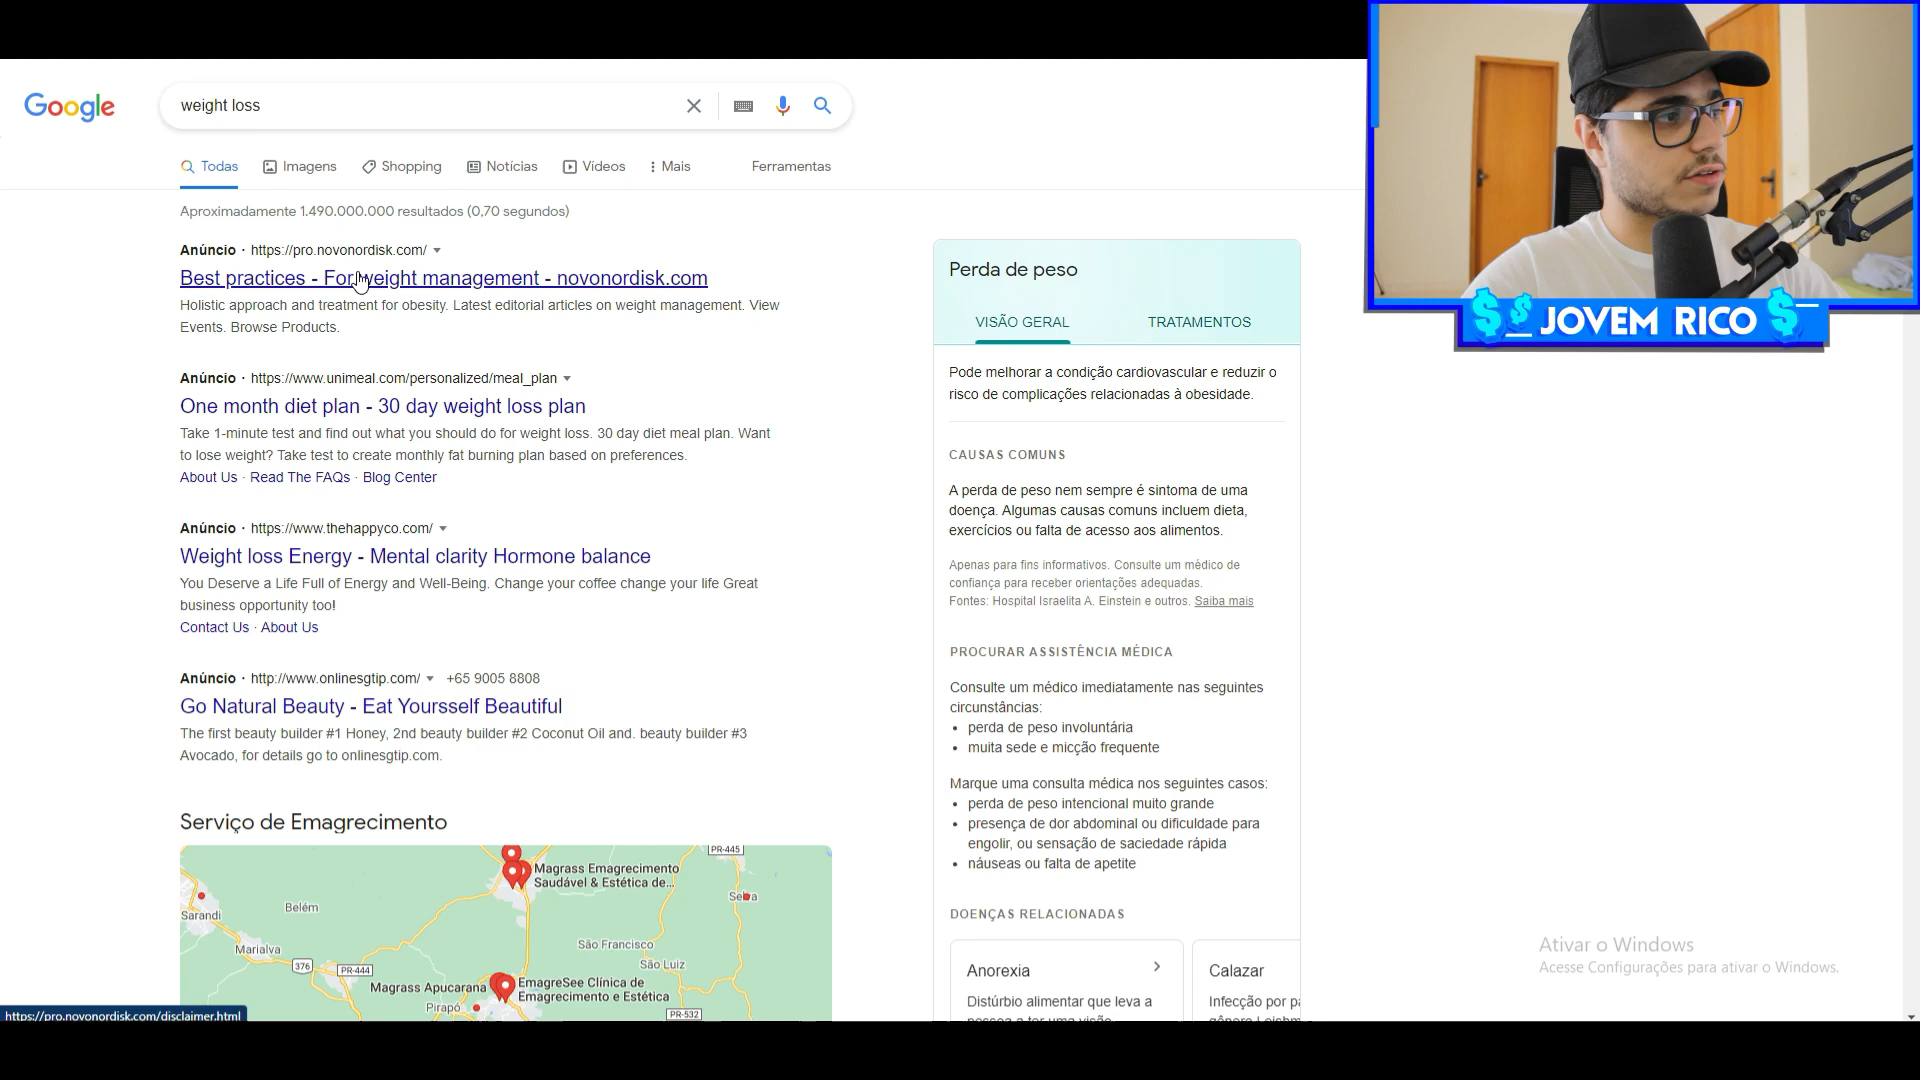 Google
weight loss
Todas
Imagens
Shopping
Notícias
Vídeos
Mais
Ferramentas
Aproximadamente 1.490.000.000 resultados (0,70 segundos)
Anúncio · https://pro.novonordisk.com/
Best practices - For weight management - novonordisk.com
Holistic approach and treatment for obesity. Latest editorial articles on weight management. View
Events. Browse Products.
Anúncio · https://www.unimeal.com/personalized/meal_plan
One month diet plan - 30 day weight loss plan
Take 1-minute test and find out what you should do for weight loss. 30 day diet meal plan. Want
to lose weight? Take test to create monthly fat burning plan based on preferences.
About Us · Read The FAQs · Blog Center
Anúncio · https://www.thehappyco.com/
Weight loss Energy - Mental clarity Hormone balance
You Deserve a Life Full of Energy and Well-Being. Change your coffee change your life Great
business opportunity too!
Contact Us · About Us
Anúncio · http://www.onlinesgtip.com/ +65 9005 8808
Go Natural Beauty - Eat Yoursself Beautiful
The first beauty builder #1 Honey, 2nd beauty builder #2 Coconut Oil and. beauty builder #3
Avocado, for details go to onlinesgtip.com.
Serviço de Emagrecimento
PR-445
Magrass Emagrecimento
Saudável & Estética de...
Sarandi
Belém
Marialva
São Francisco
São Luiz
376
PR-444
Magrass Apucarana
EmagreSee Clínica de
Emagrecimento e Estética
Pirapó
PR-532
https://pro.novonordisk.com/disclaimer.html
Perda de peso
VISÃO GERAL
TRATAMENTOS
Pode melhorar a condição cardiovascular e reduzir o
risco de complicações relacionadas à obesidade.
CAUSAS COMUNS
A perda de peso nem sempre é sintoma de uma
doença. Algumas causas comuns incluem dieta,
exercícios ou falta de acesso aos alimentos.
Apenas para fins informativos. Consulte um médico de
confiança para receber orientações adequadas.
Fontes: Hospital Israelita A. Einstein e outros. Saiba mais
PROCURAR ASSISTÊNCIA MÉDICA
Consulte um médico imediatamente nas seguintes
circunstâncias:
• perda de peso involuntária
• muita sede e micção frequente
Marque uma consulta médica nos seguintes casos:
• perda de peso intencional muito grande
• presença de dor abdominal ou dificuldade para
engolir, ou sensação de saciedade rápida
• náuseas ou falta de apetite
DOENÇAS RELACIONADAS
Anorexia
Distúrbio alimentar que leva a
Calazar
Infecção por
JOVEM RICO
Ativar o Windows
Acesse Configurações para ativar o Windows.